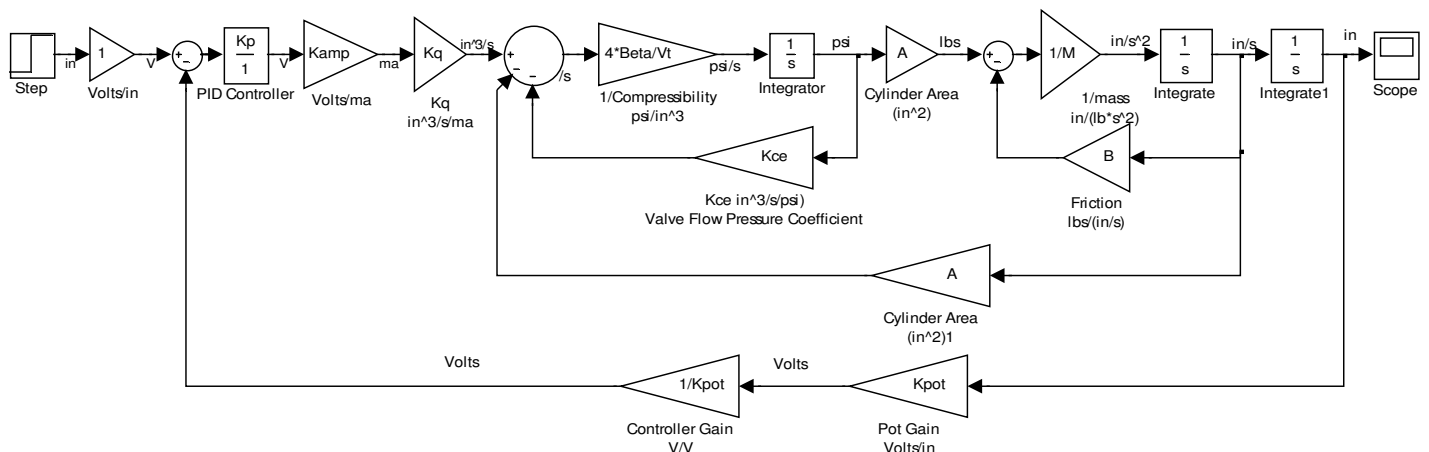 Step
in
1
Volts/in
V
+
−
Kp
1
PID Controller
V
Kamp
Volts/ma
ma
Kq
Kq
in^3/s/ma
in^3/s
+
−
−
/s
4*Beta/Vt
1/Compressibility
psi/in^3
psi/s
1
s
Integrator
psi
A
Cylinder Area
(in^2)
lbs
+
−
1/M
1/mass
in/(lb*s^2)
in/s^2
1
s
Integrate
in/s
1
s
Integrate1
in
Scope
Kce
Kce in^3/s/psi)
Valve Flow Pressure Coefficient
B
Friction
lbs/(in/s)
A
Cylinder Area
(in^2)1
Volts
1/Kpot
Controller Gain
V/V
Volts
Kpot
Pot Gain
Volts/in